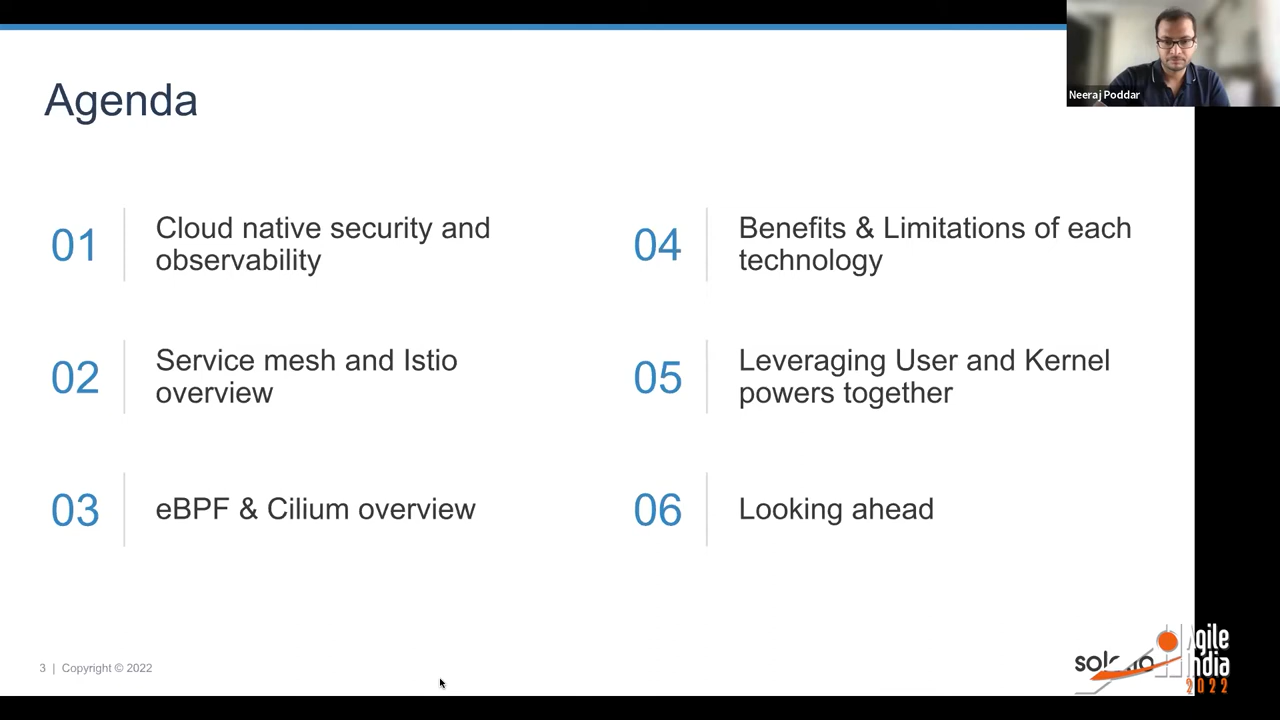 Agenda
Neeraj Poddar
01
Cloud native security and
observability
02
Service mesh and Istio
overview
03
eBPF & Cilium overview
04
Benefits & Limitations of each
technology
05
Leveraging User and Kernel
powers together
06
Looking ahead
3 | Copyright © 2022
Agile
India
2022